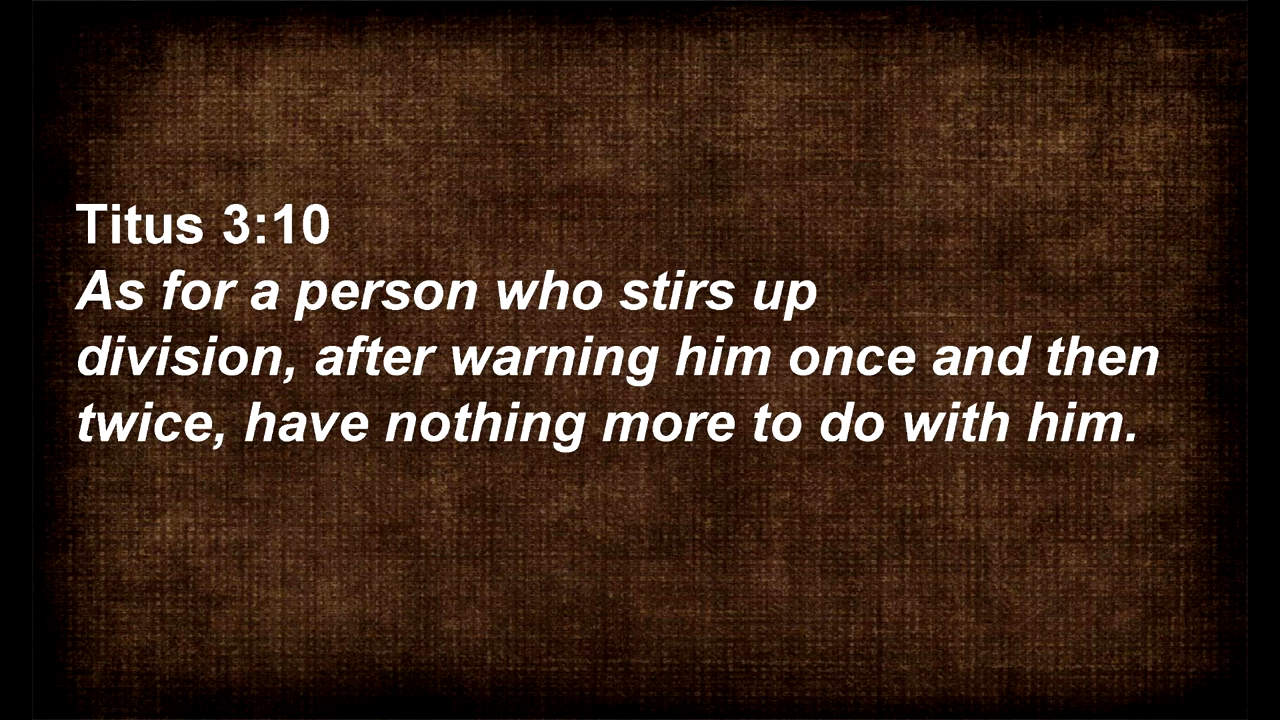 Titus 3:10
As for a person who stirs up
division, after warning him once and then
twice, have nothing more to do with him.